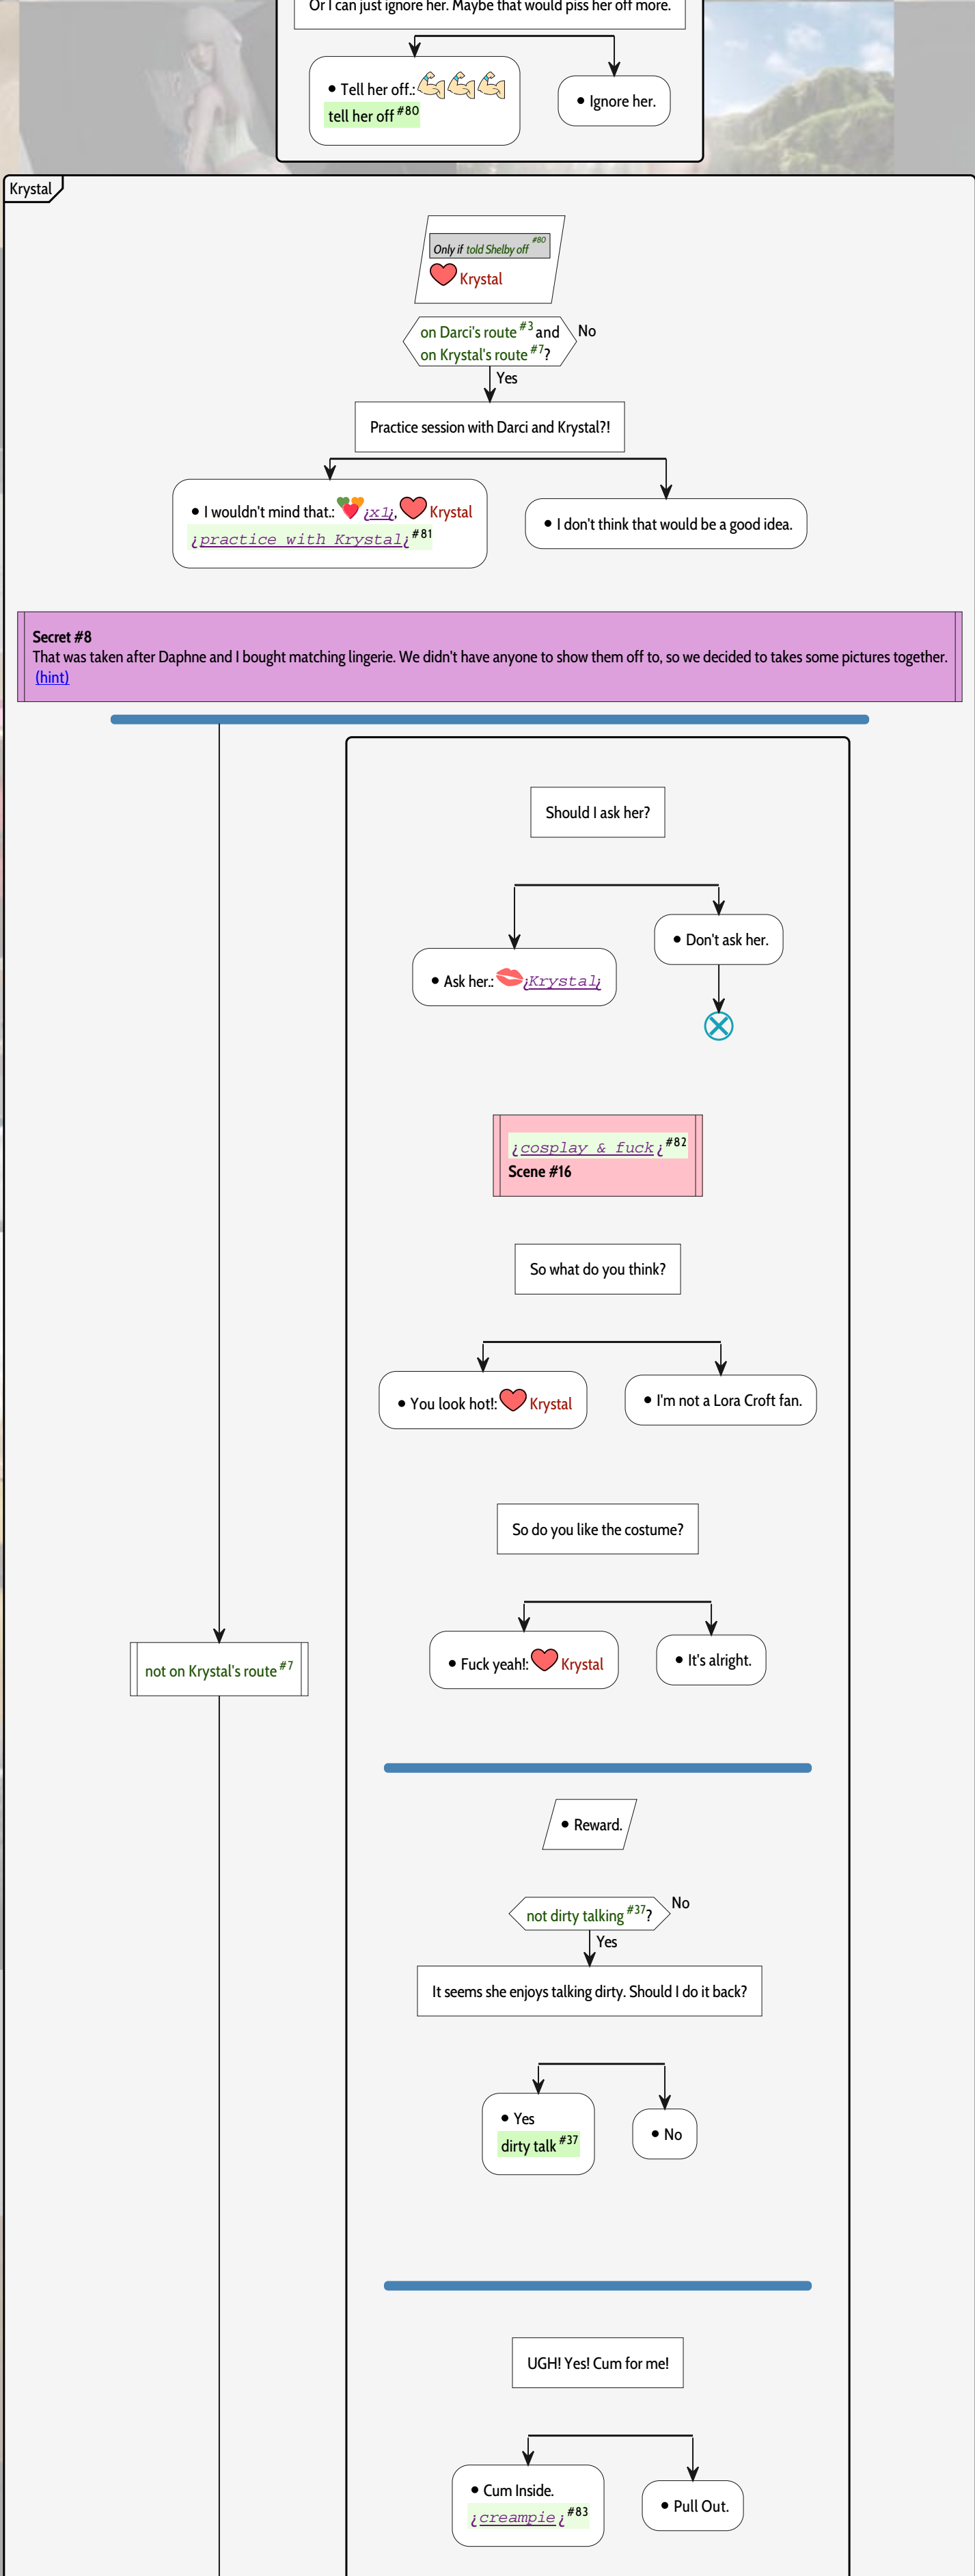 Or I can just ignore her. Maybe that would piss her off more.
• Tell her off.:
tell her off #80
• Ignore her.
Krystal
Only if told Shelby off #80
Krystal
on Darci's route #3 and
on Krystal's route #7?
No
Yes
Practice session with Darci and Krystal?!
• I wouldn't mind that.: ¿x1¿, Krystal
¿practice with Krystal¿ #81
• I don't think that would be a good idea.
Secret #8
That was taken after Daphne and I bought matching lingerie. We didn't have anyone to show them off to, so we decided to takes some pictures together.
(hint)
Should I ask her?
• Ask her.: ¿Krystal¿
• Don't ask her.
¿cosplay & fuck¿ #82
Scene #16
So what do you think?
• You look hot!: Krystal
• I'm not a Lora Croft fan.
So do you like the costume?
• Fuck yeah!: Krystal
• It's alright.
not on Krystal's route #7
• Reward.
not dirty talking #37?
No
Yes
It seems she enjoys talking dirty. Should I do it back?
• Yes
dirty talk #37
• No
UGH! Yes! Cum for me!
• Cum Inside.
¿creampie¿ #83
• Pull Out.